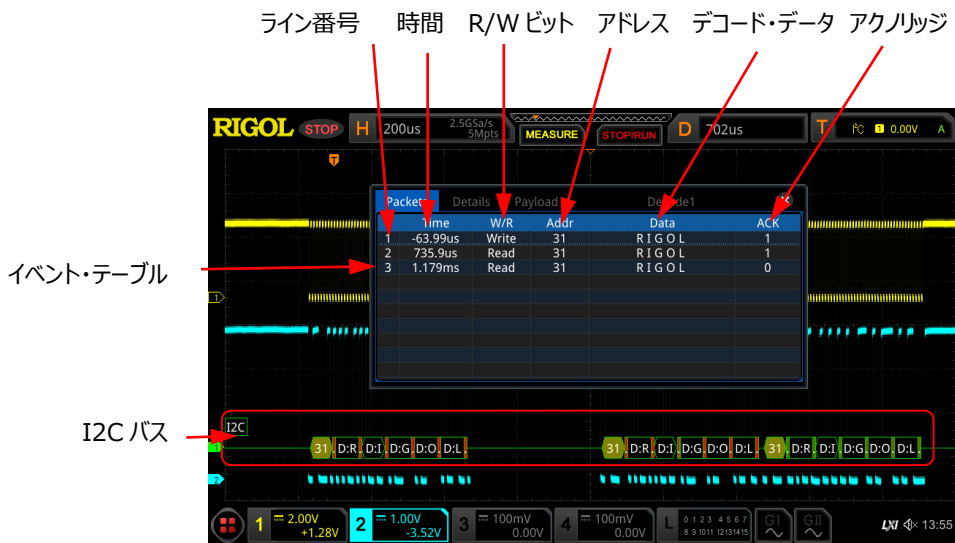 ライン番号 時間 R/W ビット アドレス デコード・データ アクノリッジ
RIGOL STOP H 200us 2.5GSa/s 5Mpts MEASURE STOP/RUN D 702us T I²C 1 0.00V A
T
Packets Details Payload Decode1
Time W/R Addr Data ACK
1 -63.99us Write 31 R I G O L 1
2 735.9us Read 31 R I G O L 1
3 1.179ms Read 31 R I G O L 0
イベント・テーブル
1
I2C バス
I2C
1 31 D:R D:I D:G D:O D:L 31 D:R D:I D:G D:O D:L 31 D:R D:I D:G D:O D:L
2
1 2.00V +1.28V 2 1.00V -3.52V 3 100mV 0.00V 4 100mV 0.00V L 0 1 2 3 4 5 6 7 GI GII LXI 13:55
8 9 10 11 12 13 14 15